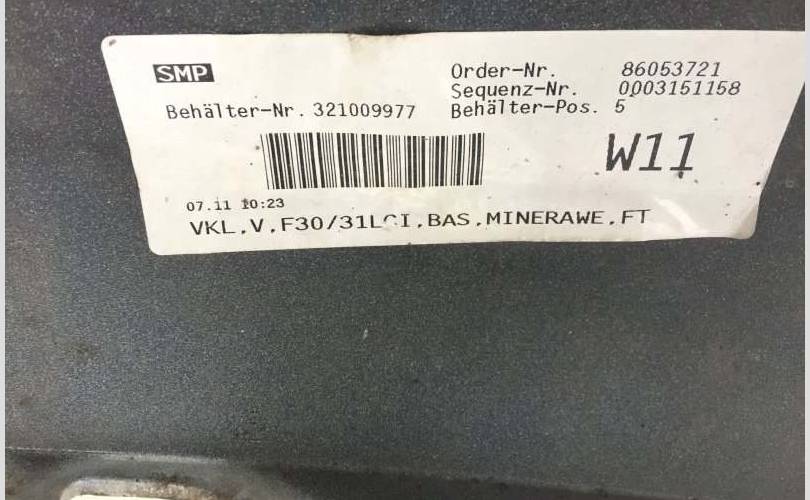 SMP
Order-Nr. 86053721
Sequenz-Nr. 0003151158
Behälter-Nr. 321009977 Behälter-Pos. 5
W11
07.11 10:23
VKL.V.F30/31LCI.BAS.MINERAWE.FT